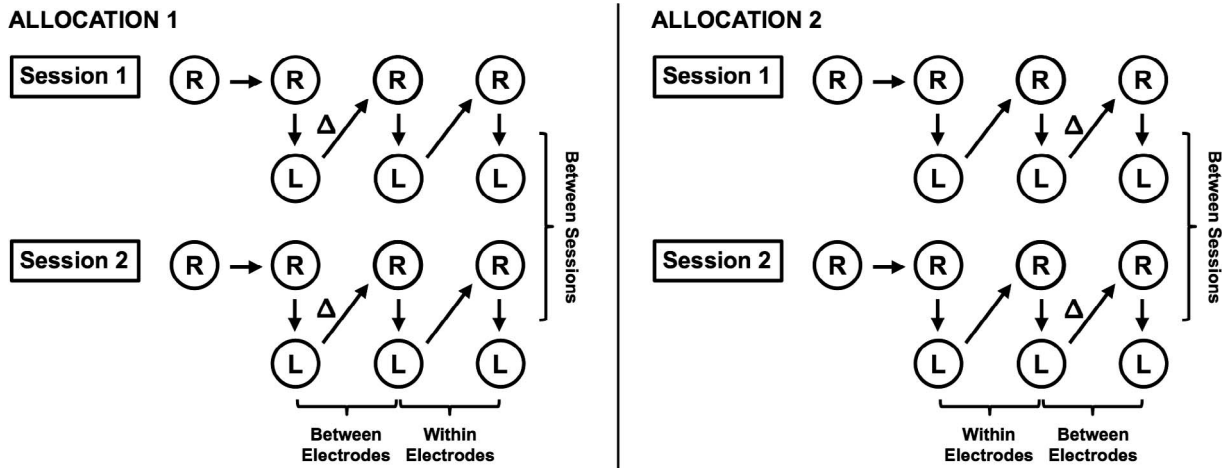 ALLOCATION 1
Session 1 R R R R
Δ
L L L
Session 2 R R R R
Δ
L L L
Between Sessions
Between Electrodes
Within Electrodes
ALLOCATION 2
Session 1 R R R R
Δ
L L L
Session 2 R R R R
Δ
L L L
Between Sessions
Within Electrodes
Between Electrodes